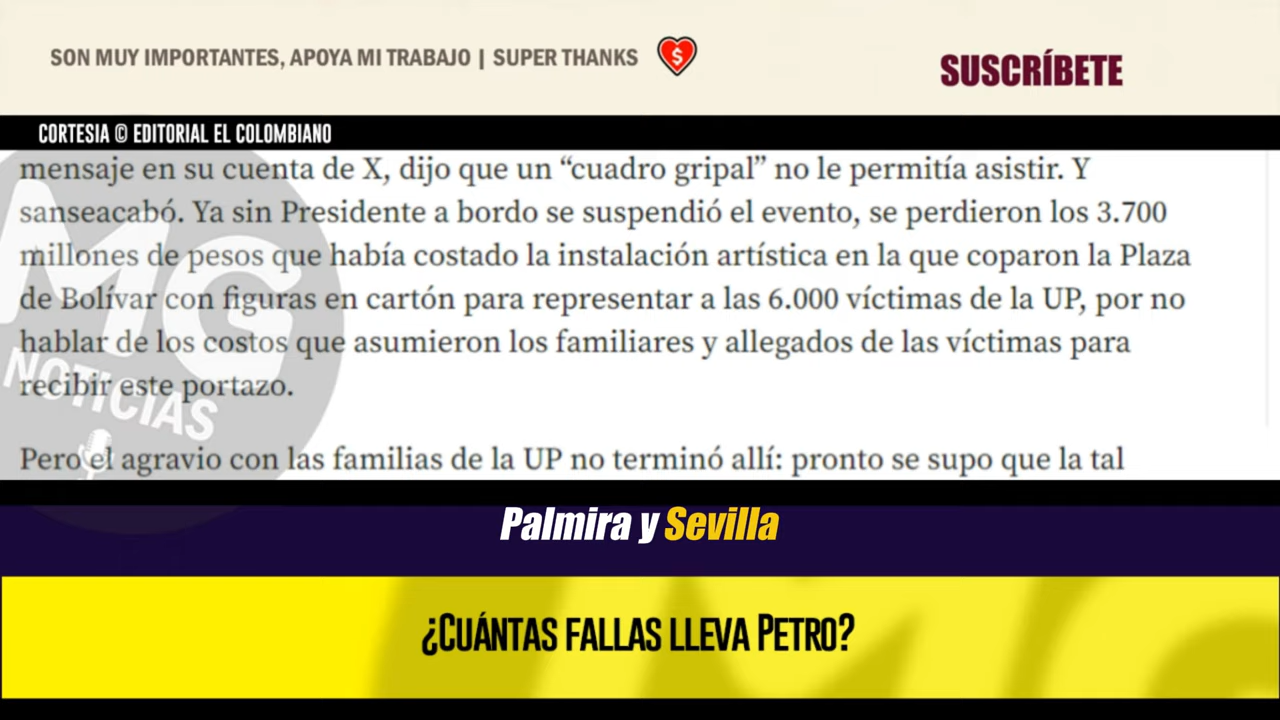 SON MUY IMPORTANTES, APOYA MI TRABAJO | SUPER THANKS $
SUSCRÍBETE
CORTESIA © EDITORIAL EL COLOMBIANO
mensaje en su cuenta de X, dijo que un “cuadro gripal” no le permitía asistir. Y
sanseacabó. Ya sin Presidente a bordo se suspendió el evento, se perdieron los 3.700
millones de pesos que había costado la instalación artística en la que coparon la Plaza
de Bolívar con figuras en cartón para representar a las 6.000 víctimas de la UP, por no
hablar de los costos que asumieron los familiares y allegados de las víctimas para
recibir este portazo.
Pero el agravio con las familias de la UP no terminó allí: pronto se supo que la tal
MG
NOTICIAS
Palmira y Sevilla
¿CUÁNTAS FALLAS LLEVA PETRO?